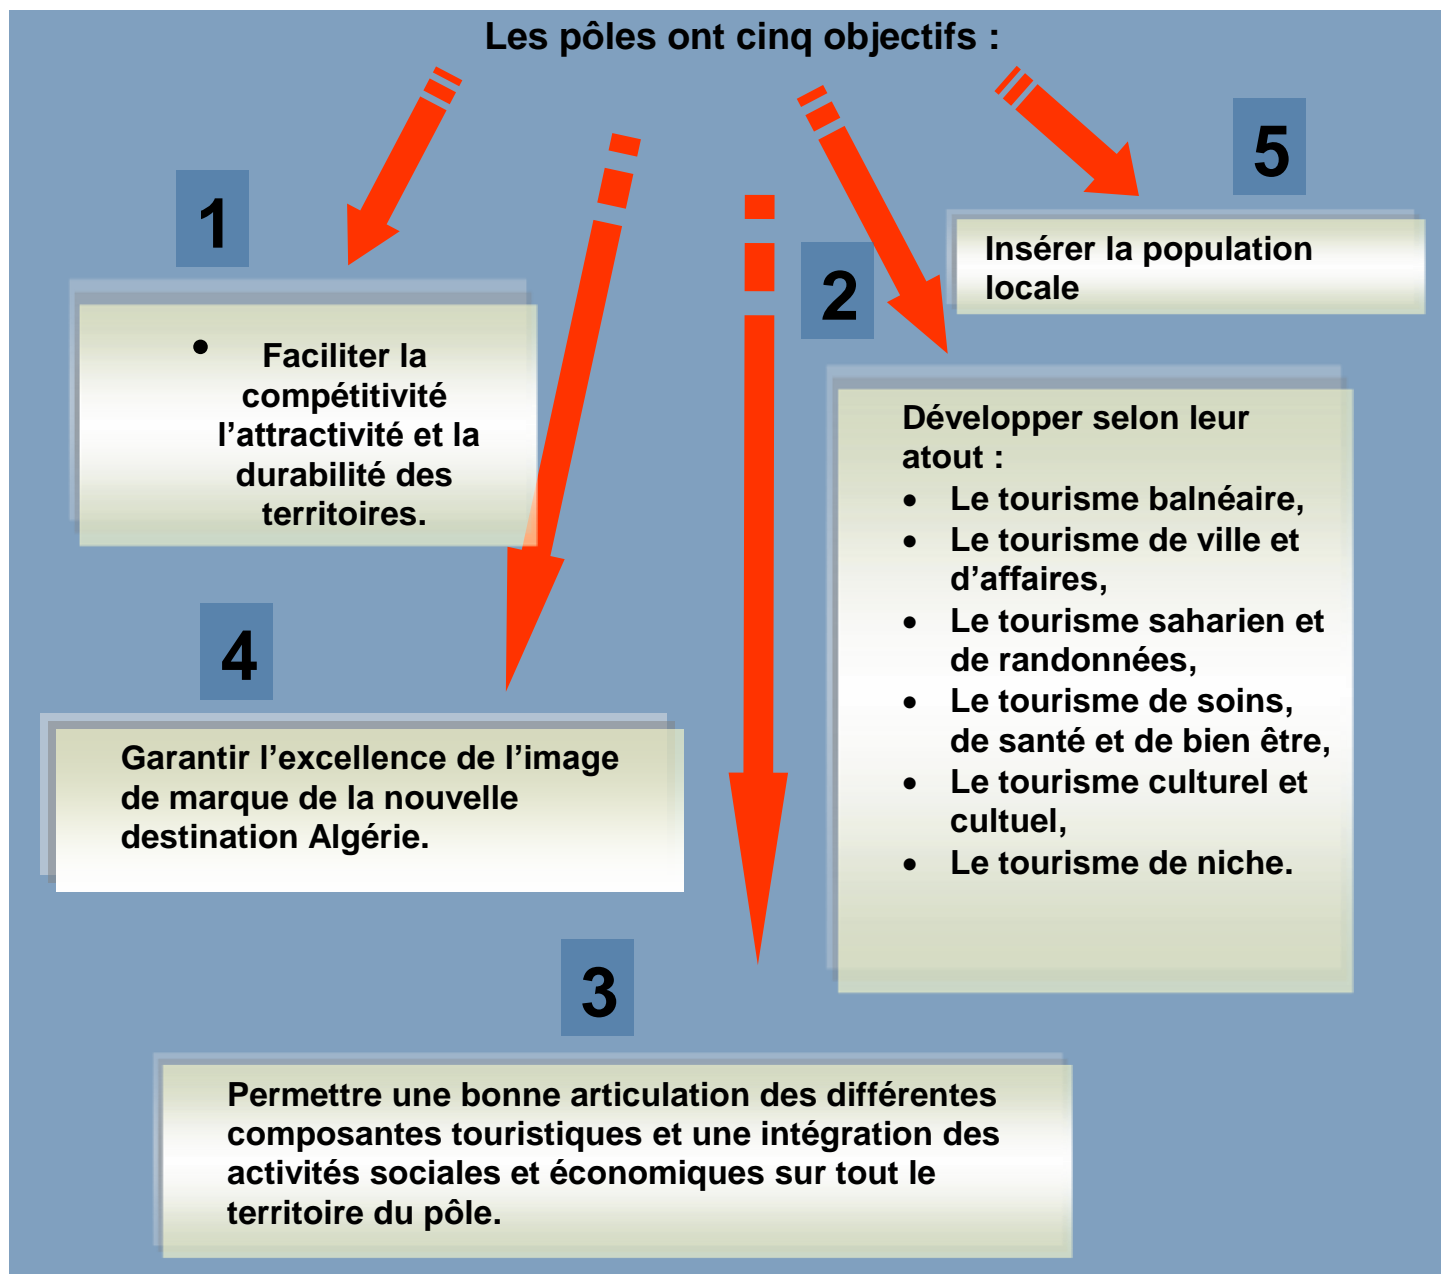 Les pôles ont cinq objectifs :
1
• Faciliter la
compétitivité
l’attractivité et la
durabilité des
territoires.
2
Développer selon leur
atout :
• Le tourisme balnéaire,
• Le tourisme de ville et
d’affaires,
• Le tourisme saharien et
de randonnées,
• Le tourisme de soins,
de santé et de bien être,
• Le tourisme culturel et
cultuel,
• Le tourisme de niche.
3
Permettre une bonne articulation des différentes
composantes touristiques et une intégration des
activités sociales et économiques sur tout le
territoire du pôle.
4
Garantir l’excellence de l’image
de marque de la nouvelle
destination Algérie.
5
Insérer la population
locale